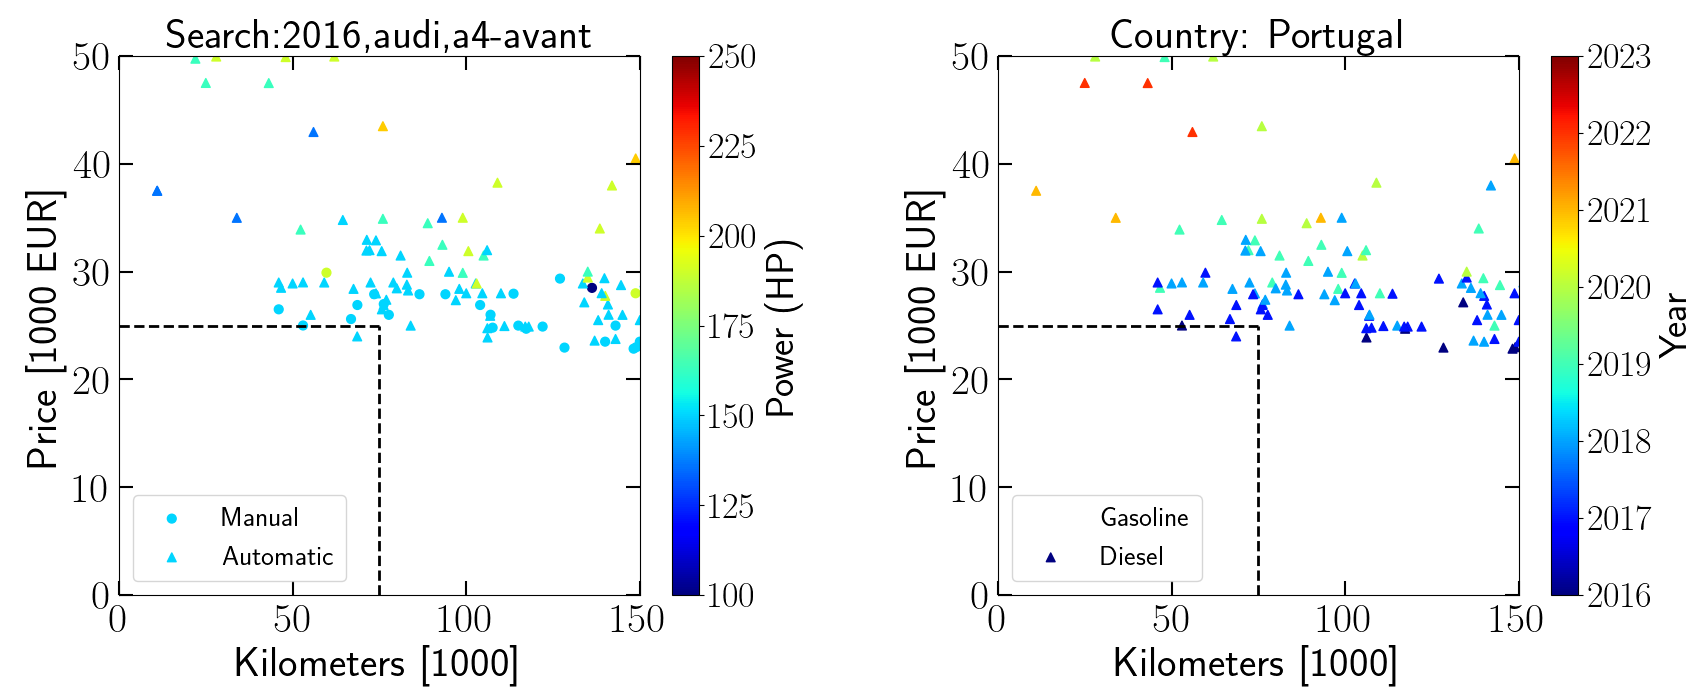 Search:2016,audi,a4-avant
Country: Portugal
50
40
30
20
10
0
Price [1000 EUR]
0
50
100
150
Kilometers [1000]
Manual
Automatic
250
225
200
175
150
125
100
Power (HP)
50
40
30
20
10
0
Price [1000 EUR]
0
50
100
150
Kilometers [1000]
Gasoline
Diesel
2023
2022
2021
2020
2019
2018
2017
2016
Year